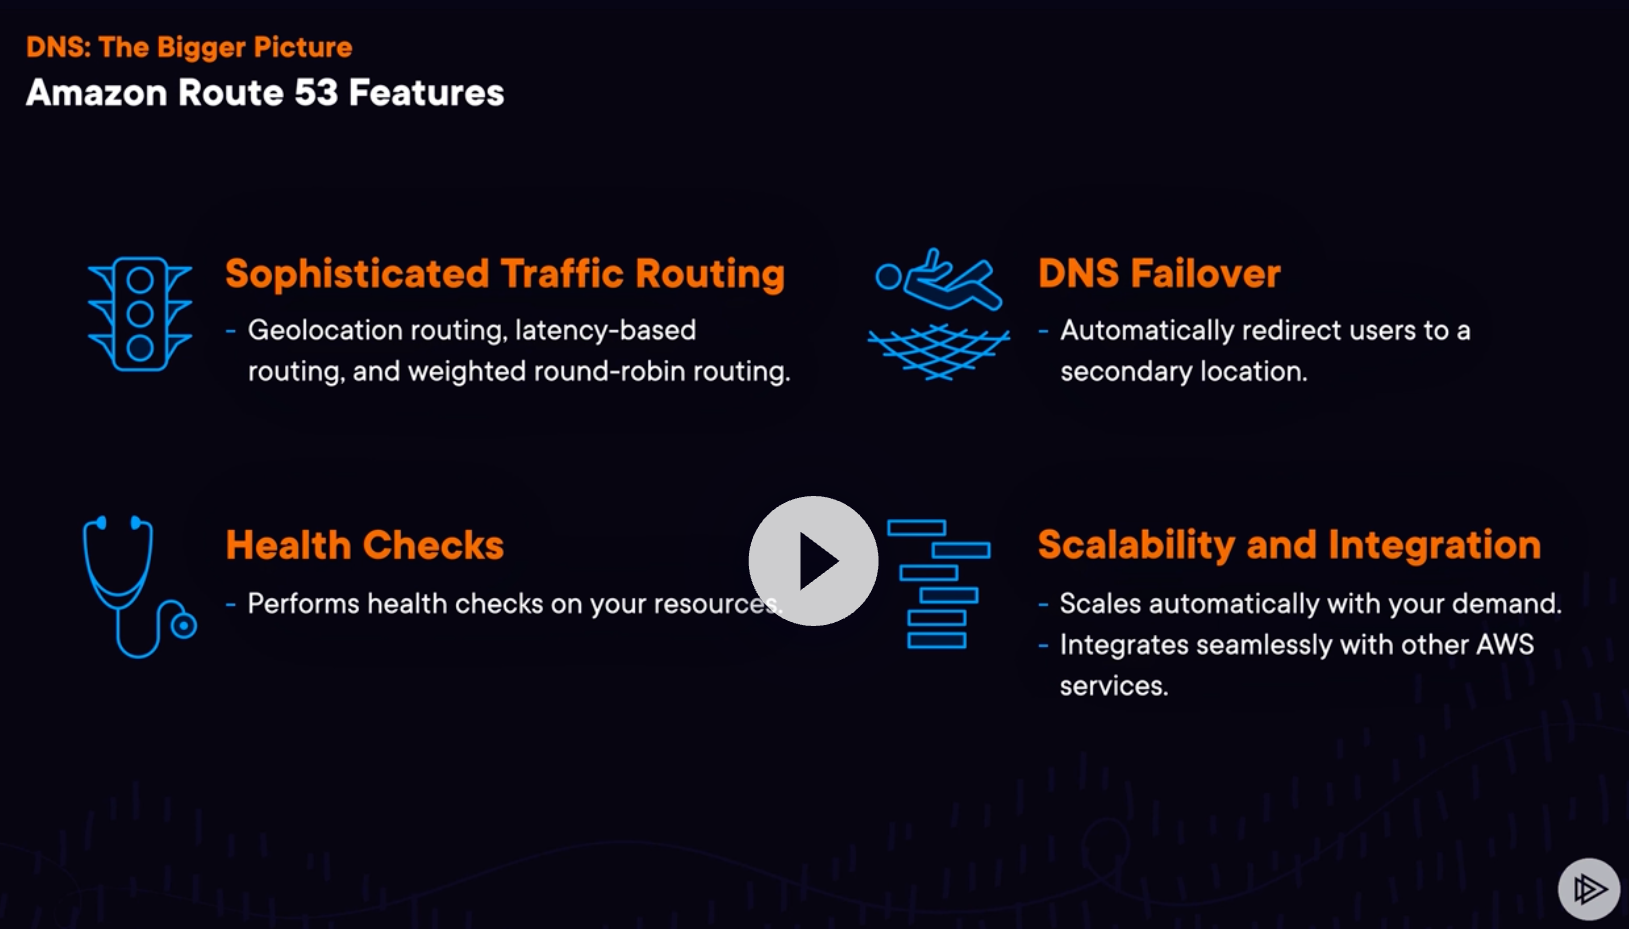 DNS: The Bigger Picture
Amazon Route 53 Features
Sophisticated Traffic Routing
- Geolocation routing, latency-based
routing, and weighted round-robin routing.
DNS Failover
- Automatically redirect users to a
secondary location.
Health Checks
- Performs health checks on your resources.
Scalability and Integration
- Scales automatically with your demand.
- Integrates seamlessly with other AWS
services.